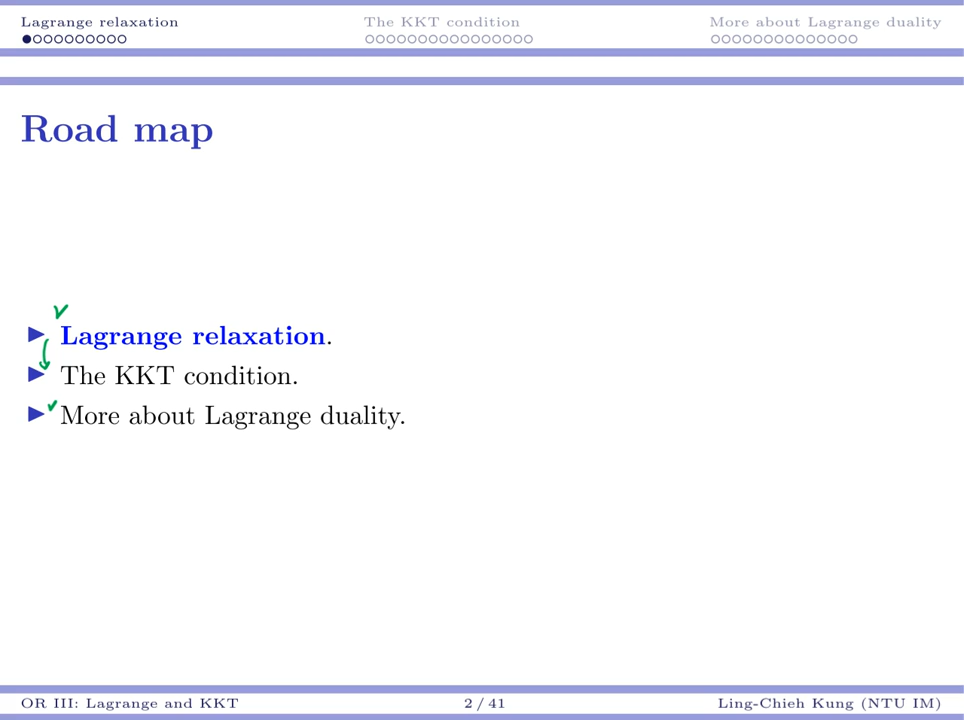 Lagrange relaxation
The KKT condition
More about Lagrange duality
Road map
Lagrange relaxation.
The KKT condition.
More about Lagrange duality.
OR III: Lagrange and KKT
2 / 41
Ling-Chieh Kung (NTU IM)